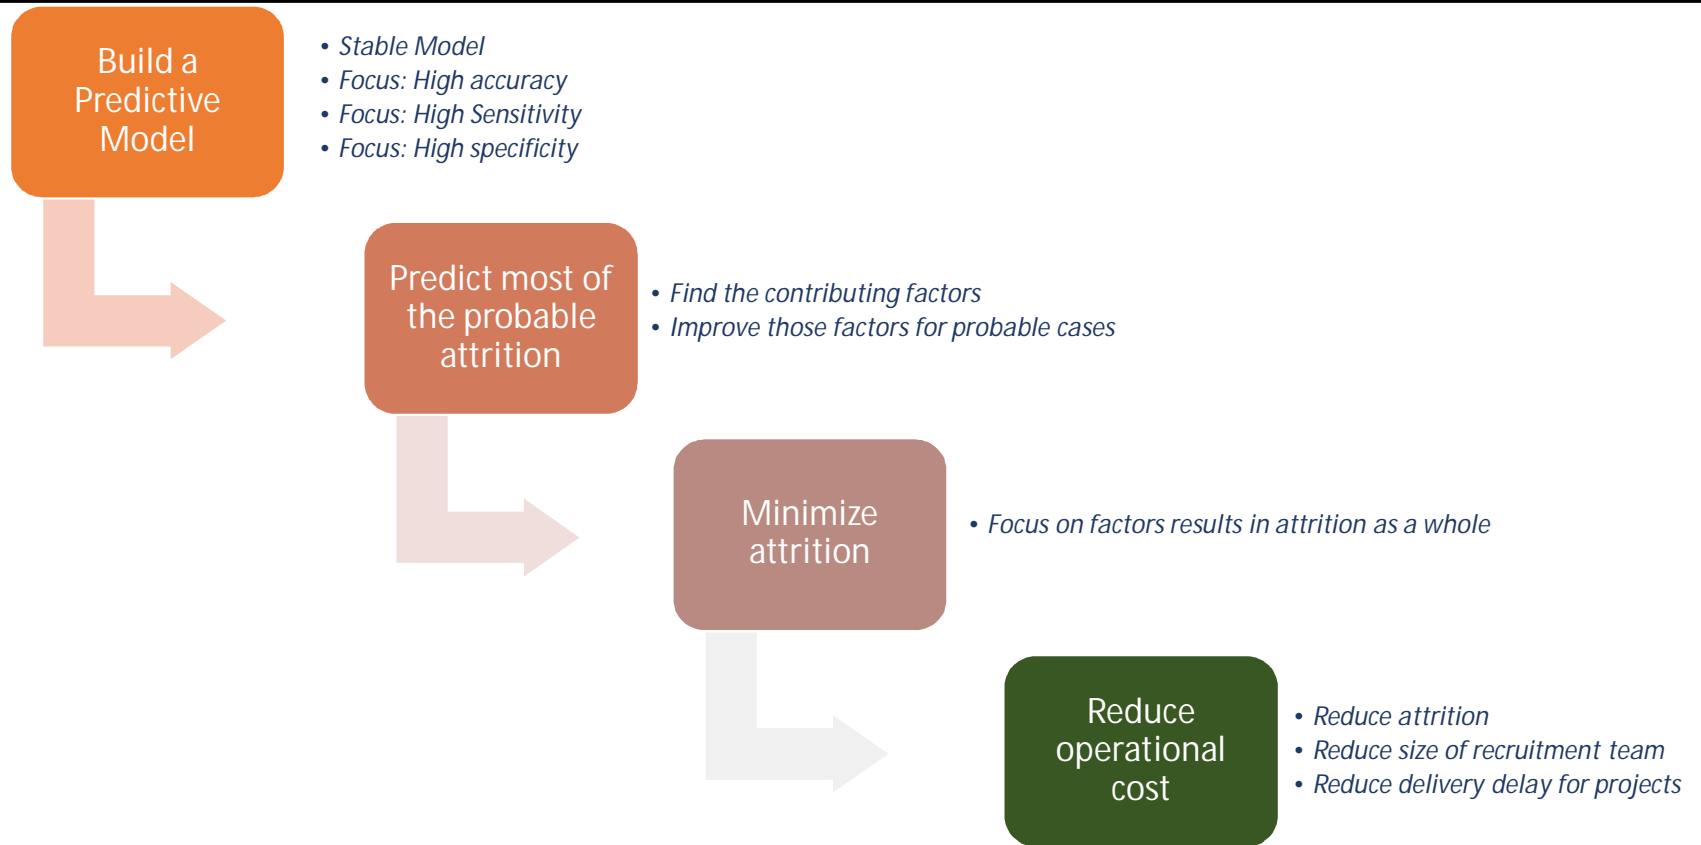 Build a
Predictive
Model
• Stable Model
• Focus: High accuracy
• Focus: High Sensitivity
• Focus: High specificity
Predict most of
the probable
attrition
• Find the contributing factors
• Improve those factors for probable cases
Minimize
attrition
• Focus on factors results in attrition as a whole
Reduce
operational
cost
• Reduce attrition
• Reduce size of recruitment team
• Reduce delivery delay for projects